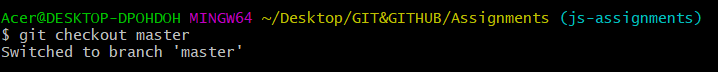 Acer@DESKTOP-DPOHDOH MINGW64 ~/Desktop/GIT&GITHUB/Assignments (js-assignments)
$ git checkout master
Switched to branch 'master'